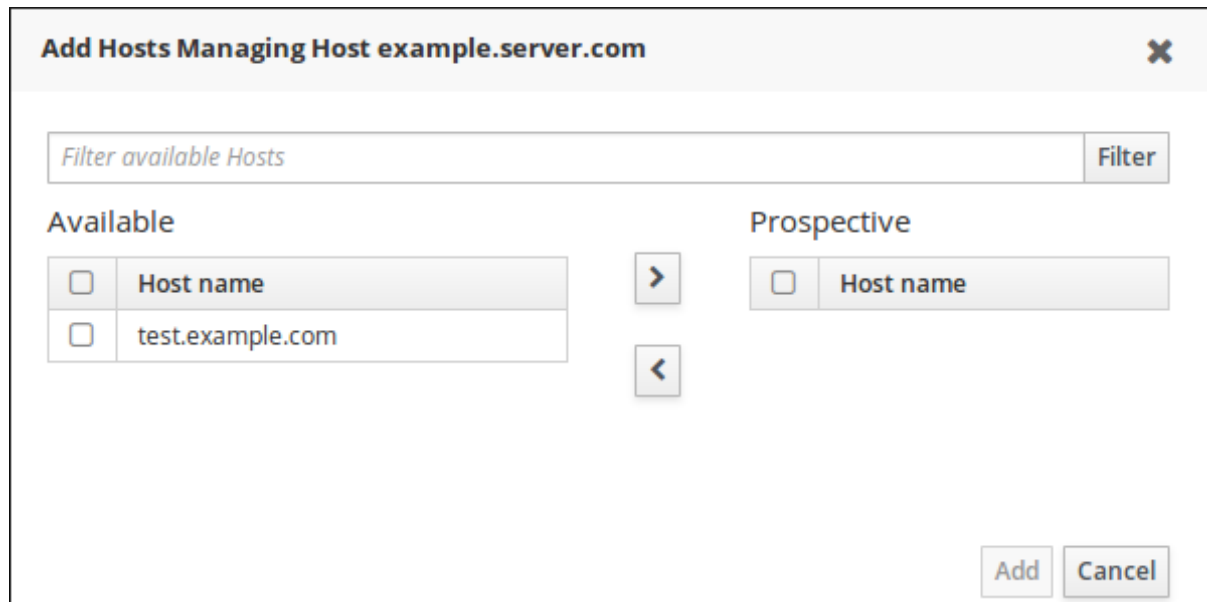 Add Hosts Managing Host example.server.com
Filter available Hosts
Filter
Available
Prospective
Host name
Host name
test.example.com
Add
Cancel